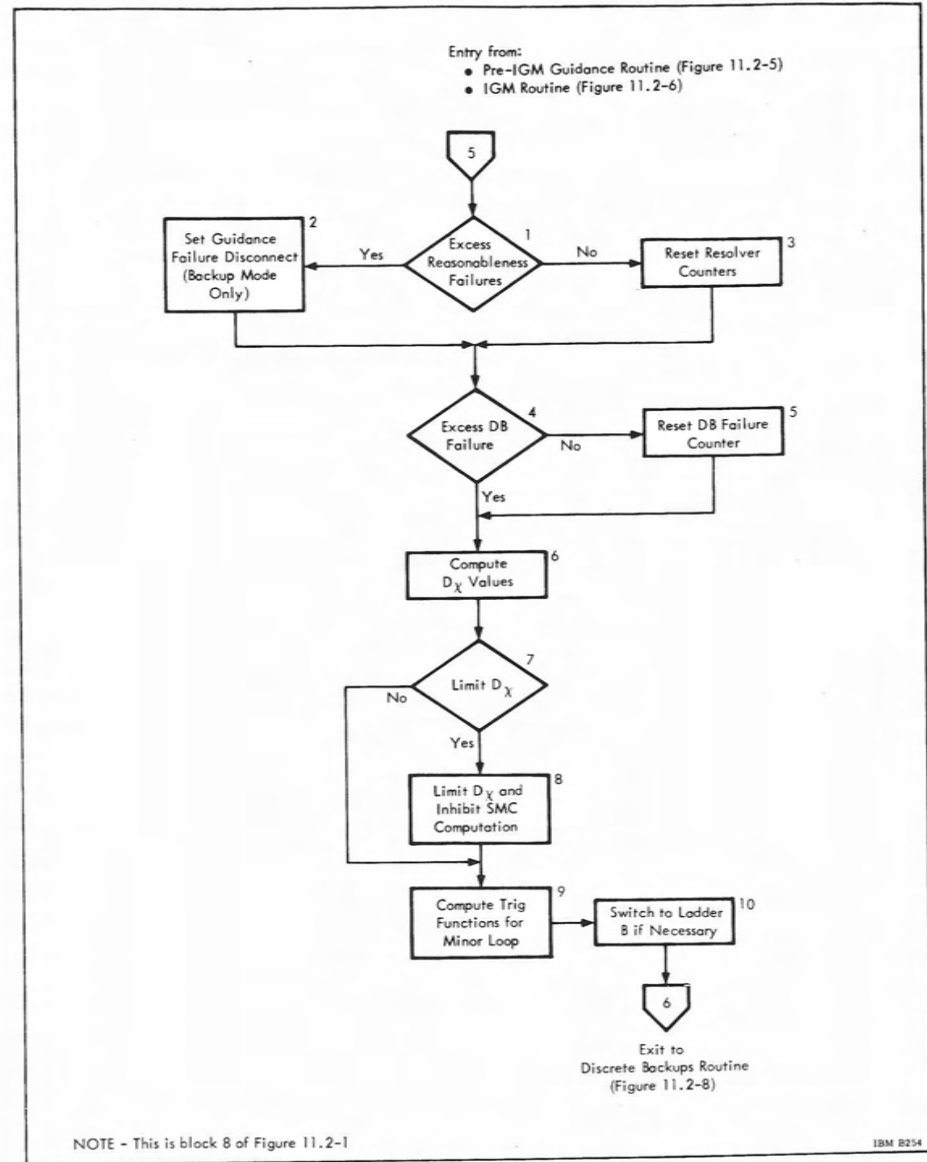 Entry from:
● Pre-IGM Guidance Routine (Figure 11.2-5)
● IGM Routine (Figure 11.2-6)
5
2
Set Guidance
Failure Disconnect
(Backup Mode
Only)
Yes
1
Excess
Reasonableness
Failures
No
3
Reset Resolver
Counters
4
Excess DB
Failure
No
5
Reset DB Failure
Counter
Yes
6
Compute
Dχ Values
7
Limit Dχ
No
Yes
8
Limit Dχ and
Inhibit SMC
Computation
9
Compute Trig
Functions for
Minor Loop
10
Switch to Ladder
B if Necessary
6
Exit to
Discrete Backups Routine
(Figure 11.2-8)
NOTE - This is block 8 of Figure 11.2-1
IBM B254